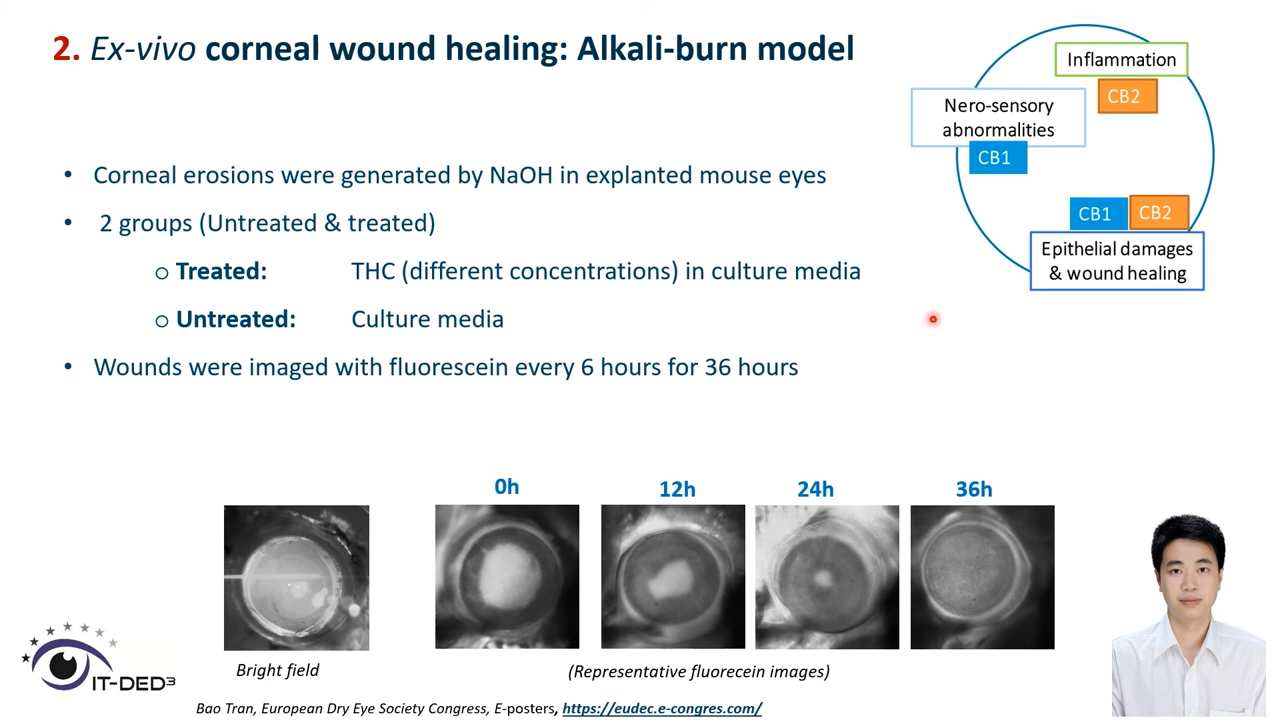 2. Ex-vivo corneal wound healing: Alkali-burn model
Inflammation
CB2
Nero-sensory
abnormalities
CB1
CB1
CB2
Epithelial damages
& wound healing
• Corneal erosions were generated by NaOH in explanted mouse eyes
• 2 groups (Untreated & treated)
o Treated: THC (different concentrations) in culture media
o Untreated: Culture media
• Wounds were imaged with fluorescein every 6 hours for 36 hours
0h
12h
24h
36h
Bright field
(Representative fluorecein images)
IT-DED³
Bao Tran, European Dry Eye Society Congress, E-posters, https://eudec.e-congres.com/